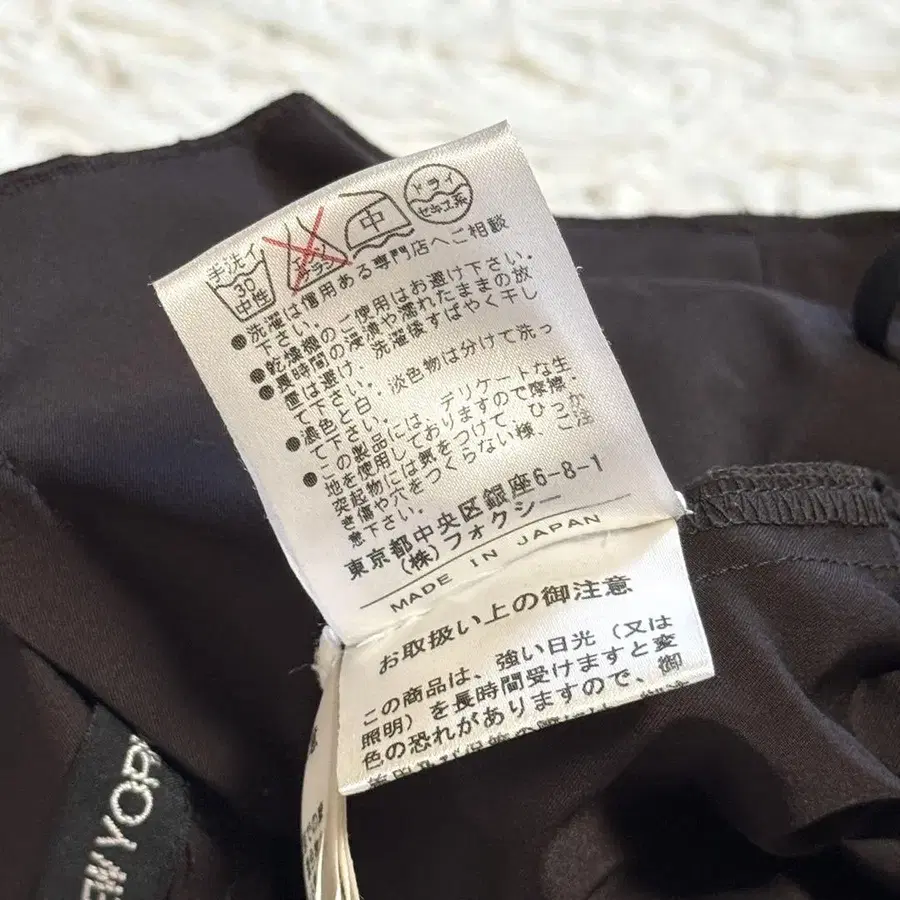 手洗イ
30
中性
エンソ
サラシ
中
ドライ
セキユ系
●洗濯は信用ある専門店へご相談
下さい。
●乾燥機のご使用はお避け下さい。
●長時間の浸漬や濡れたままの放
置は避け、洗濯後すばやく干し
て下さい。
●濃色と白・淡色物は分けて洗っ
て下さい。
●この製品には、デリケートな生
地を使用しておりますので摩擦・
突起物には気をつけて、ひっか
き傷や穴をつくらない様、ご注
意下さい。
東京都中央区銀座6-8-1
(株)フォクシー
MADE IN JAPAN
お取扱い上の御注意
この商品は、強い日光（又は
照明）を長時間受けますと変
色の恐れがありますので、御
EW YORK